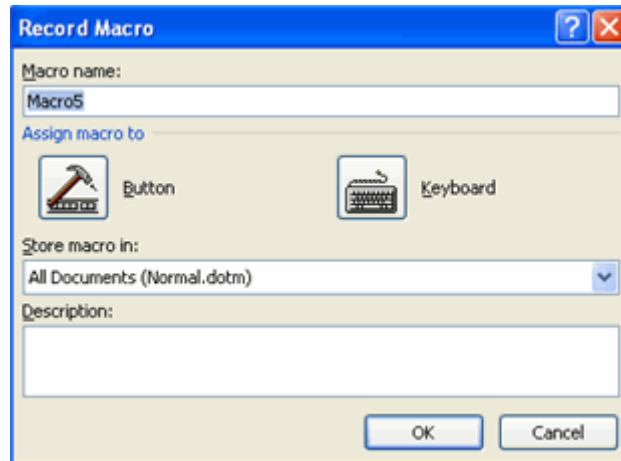 Record Macro
Macro name:
Macro5
Assign macro to
Button Keyboard
Store macro in:
All Documents (Normal.dotm)
Description:
OK Cancel